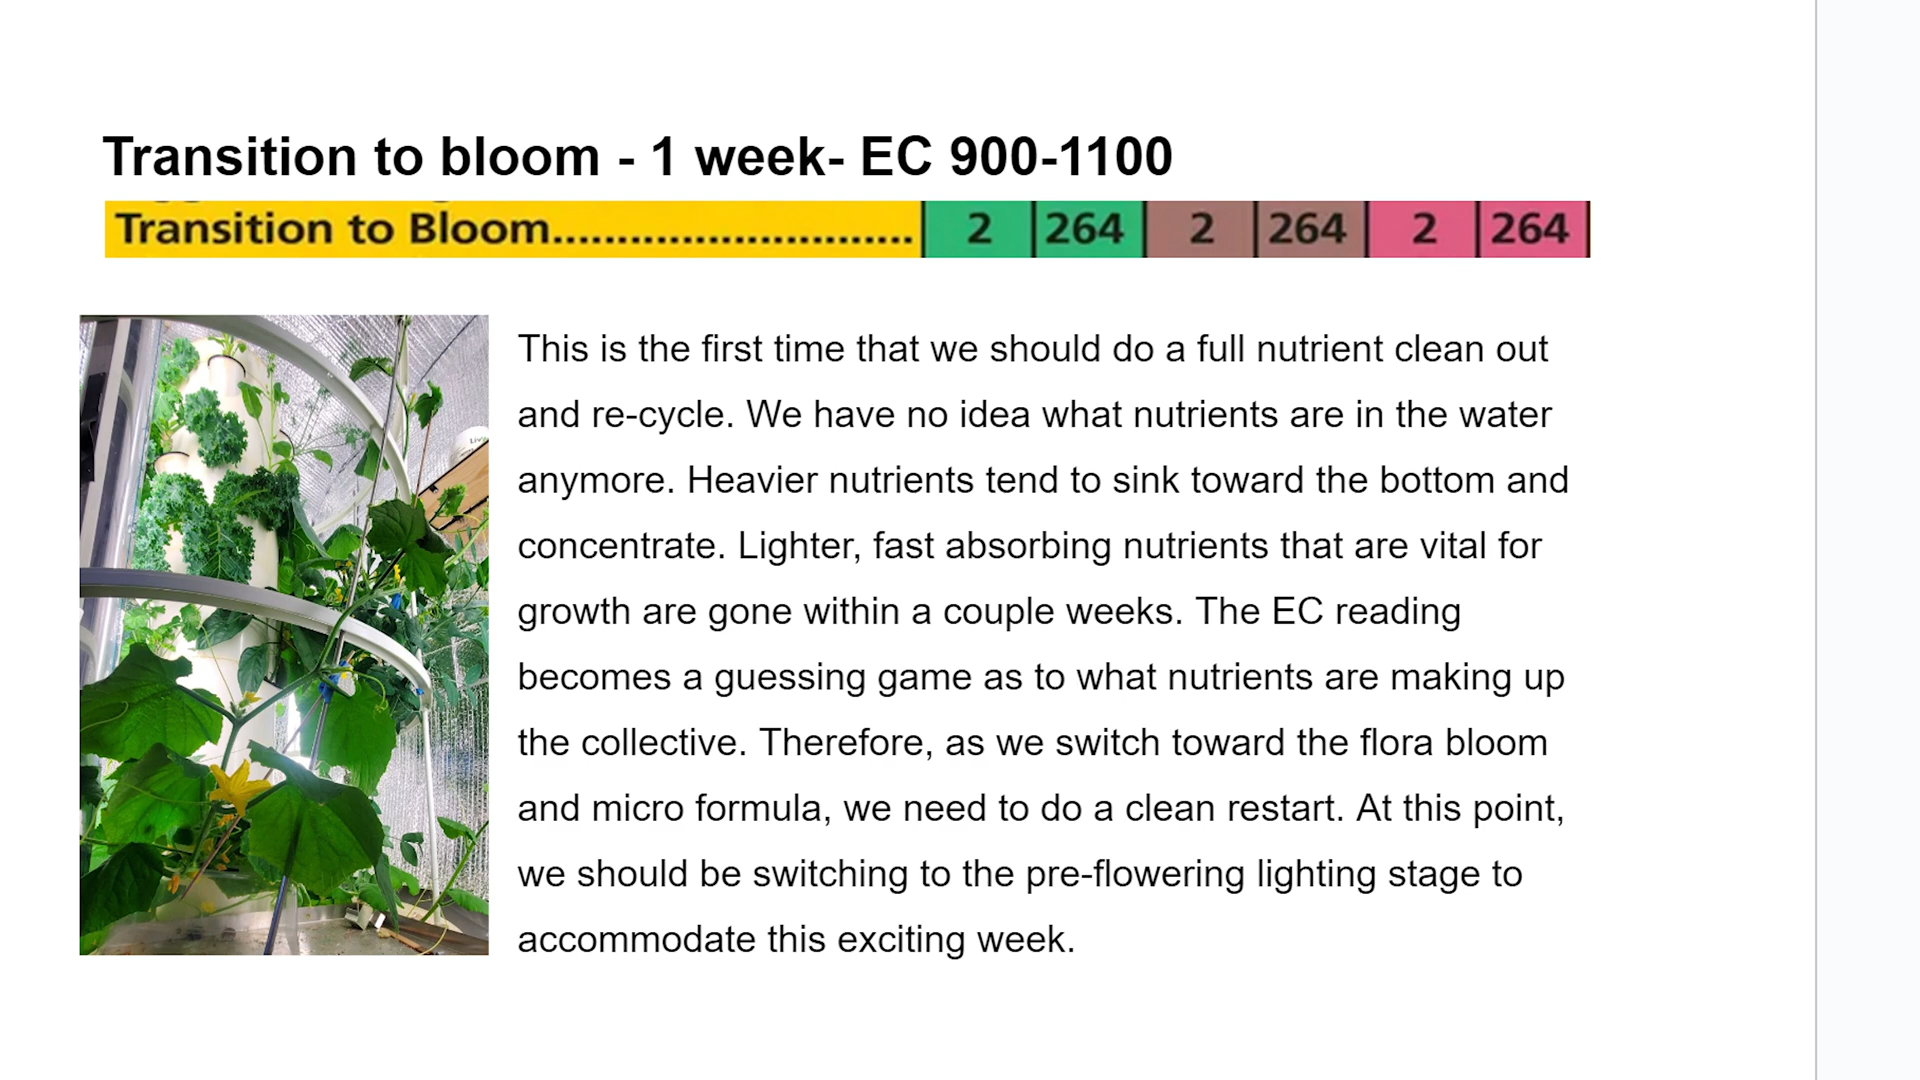 Transition to bloom - 1 week- EC 900-1100
Transition to Bloom............................ 2 264 2 264 2 264
This is the first time that we should do a full nutrient clean out
and re-cycle. We have no idea what nutrients are in the water
anymore. Heavier nutrients tend to sink toward the bottom and
concentrate. Lighter, fast absorbing nutrients that are vital for
growth are gone within a couple weeks. The EC reading
becomes a guessing game as to what nutrients are making up
the collective. Therefore, as we switch toward the flora bloom
and micro formula, we need to do a clean restart. At this point,
we should be switching to the pre-flowering lighting stage to
accommodate this exciting week.